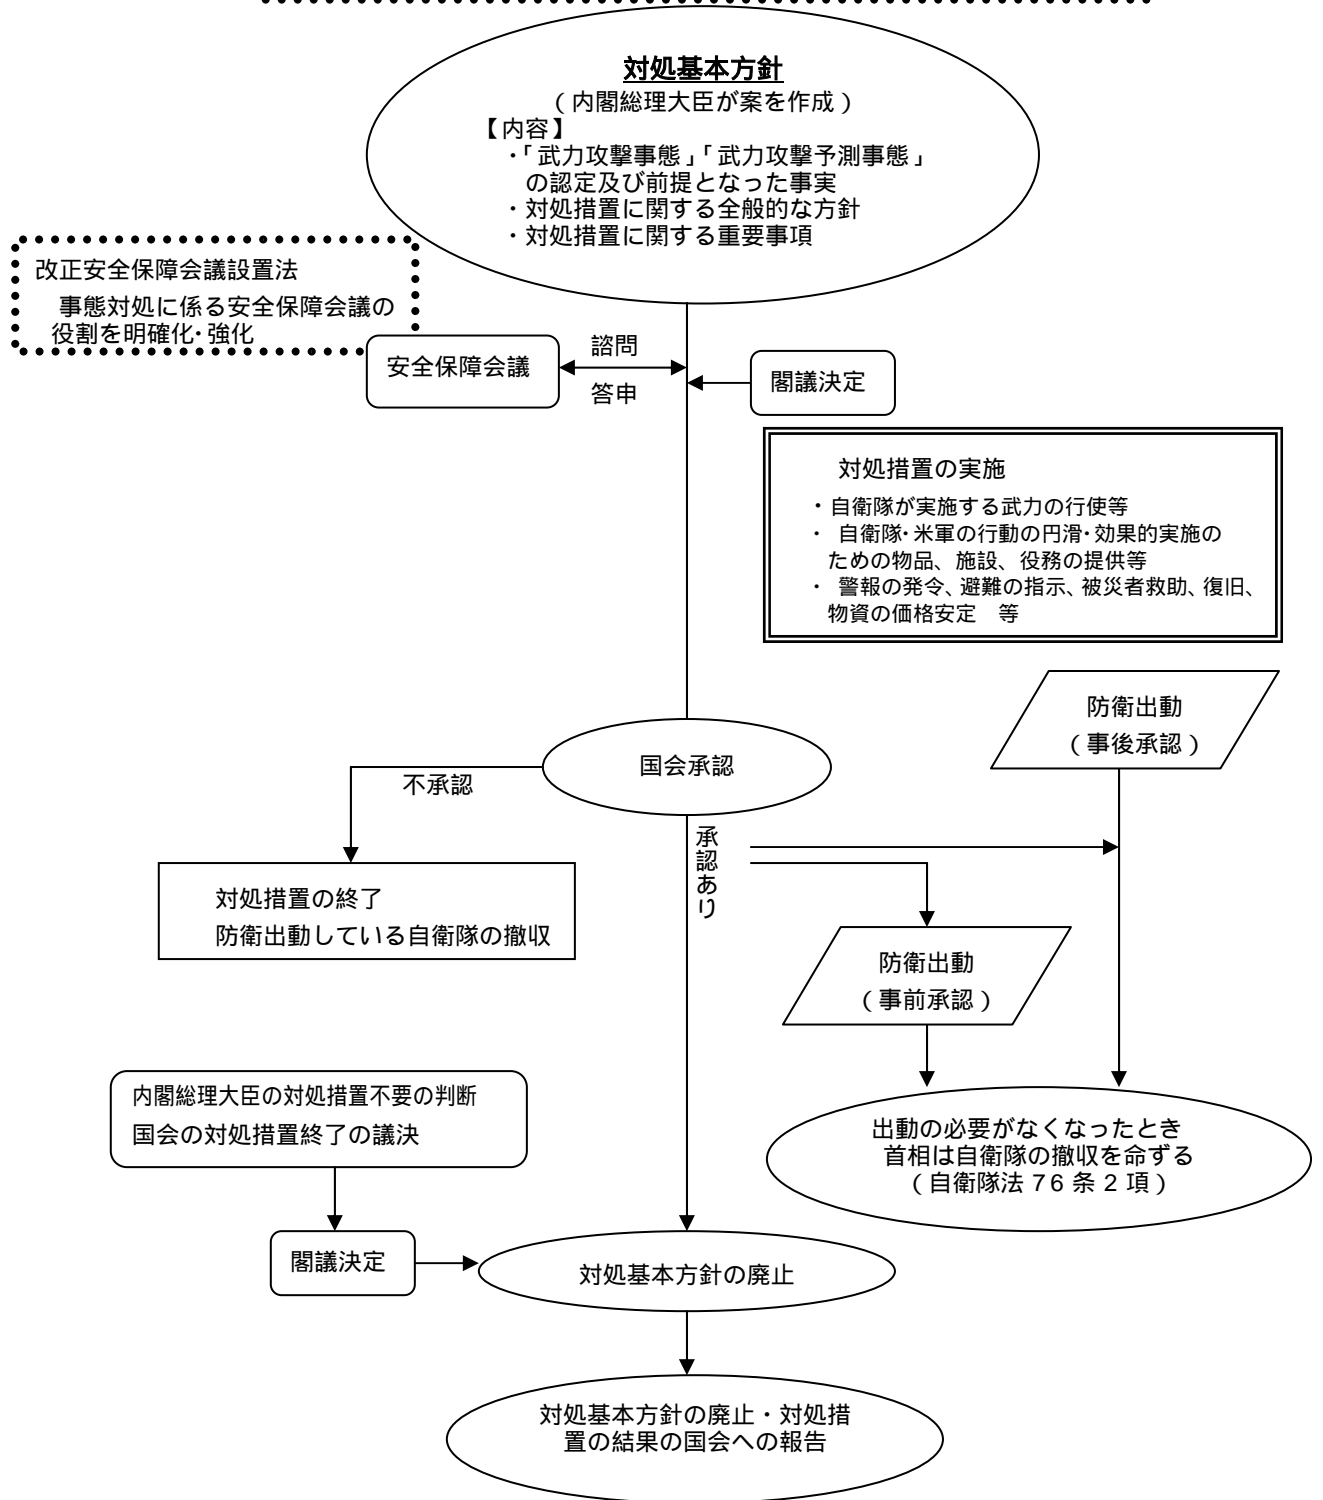 対処基本方針
（内閣総理大臣が案を作成）
【内容】
・「武力攻撃事態」「武力攻撃予測事態」
の認定及び前提となった事実
・対処措置に関する全般的な方針
・対処措置に関する重要事項
改正安全保障会議設置法
事態対処に係る安全保障会議の
役割を明確化・強化
安全保障会議
諮問
答申
閣議決定
対処措置の実施
・自衛隊が実施する武力の行使等
・ 自衛隊・米軍の行動の円滑・効果的実施の
ための物品、施設、役務の提供等
・ 警報の発令、避難の指示、被災者救助、復旧、
物資の価格安定　等
防衛出動
（事後承認）
国会承認
不承認
承認あり
対処措置の終了
防衛出動している自衛隊の撤収
防衛出動
（事前承認）
内閣総理大臣の対処措置不要の判断
国会の対処措置終了の議決
出動の必要がなくなったとき
首相は自衛隊の撤収を命ずる
（自衛隊法 76 条 2 項）
閣議決定
対処基本方針の廃止
対処基本方針の廃止・対処措
置の結果の国会への報告